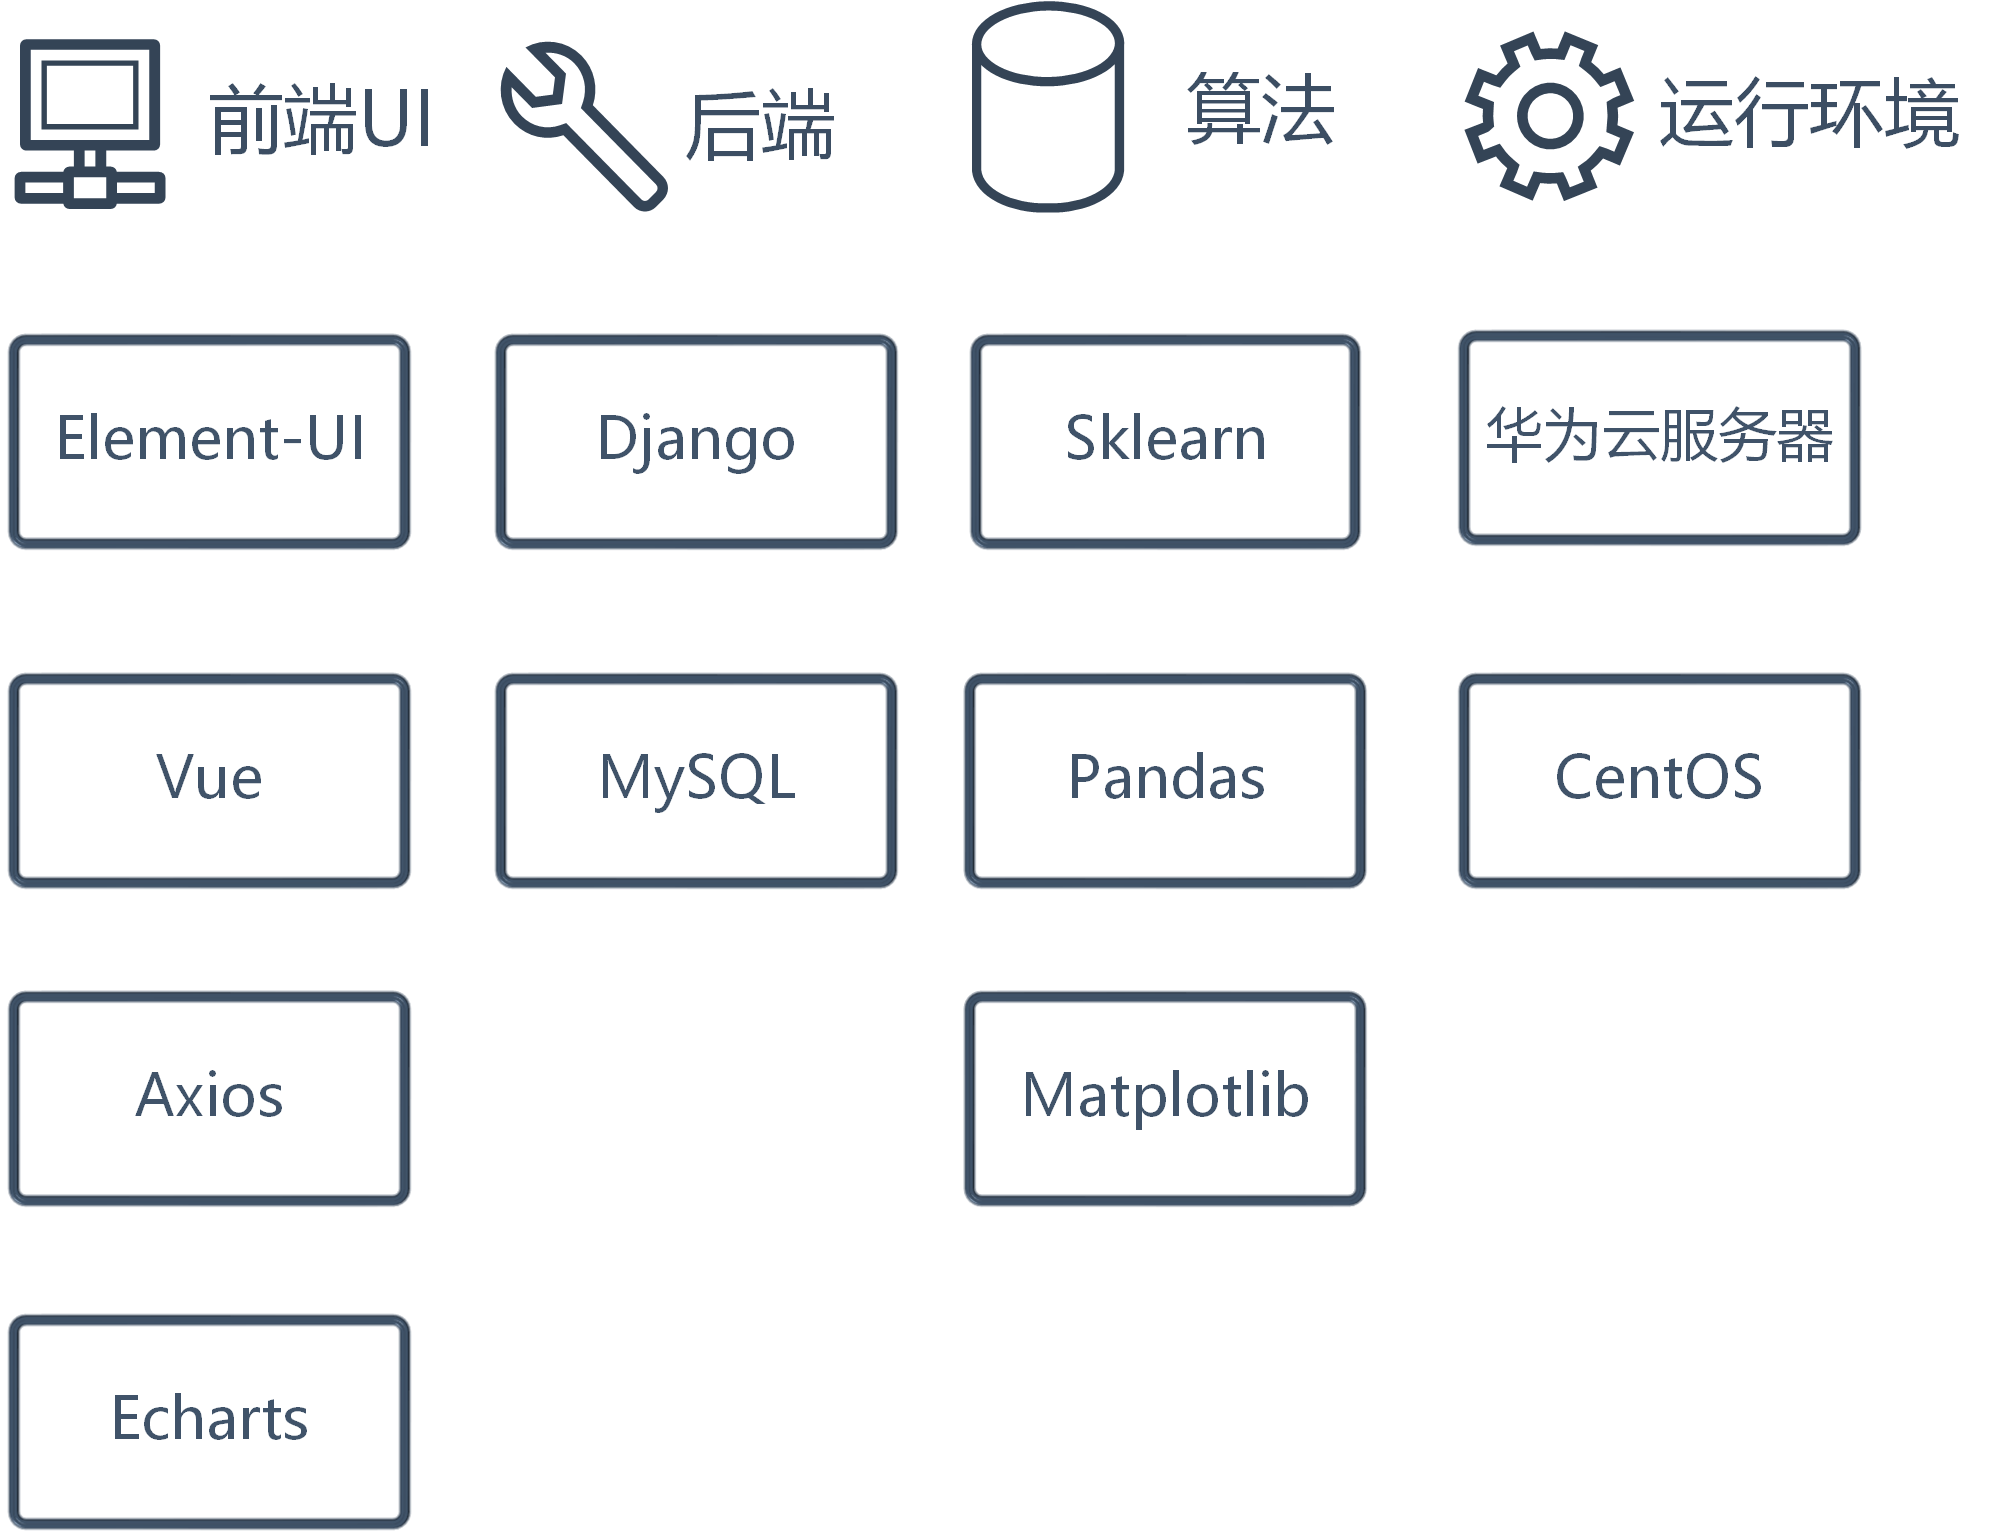 前端UI
后端
算法
运行环境
Element-UI
Django
Sklearn
华为云服务器
Vue
MySQL
Pandas
CentOS
Axios
Matplotlib
Echarts